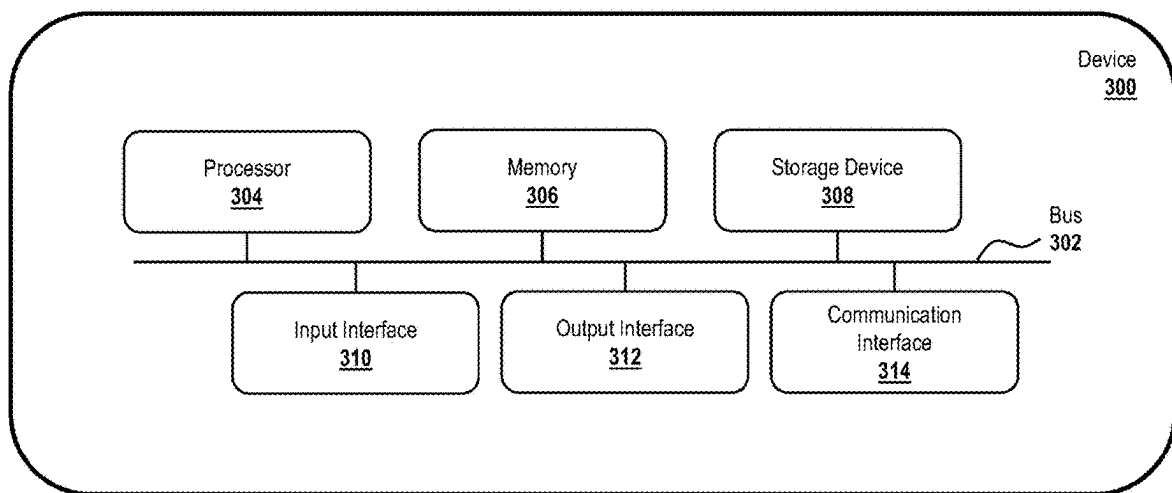 Device
300
Processor
304
Memory
306
Storage Device
308
Bus
302
Input Interface
310
Output Interface
312
Communication
Interface
314